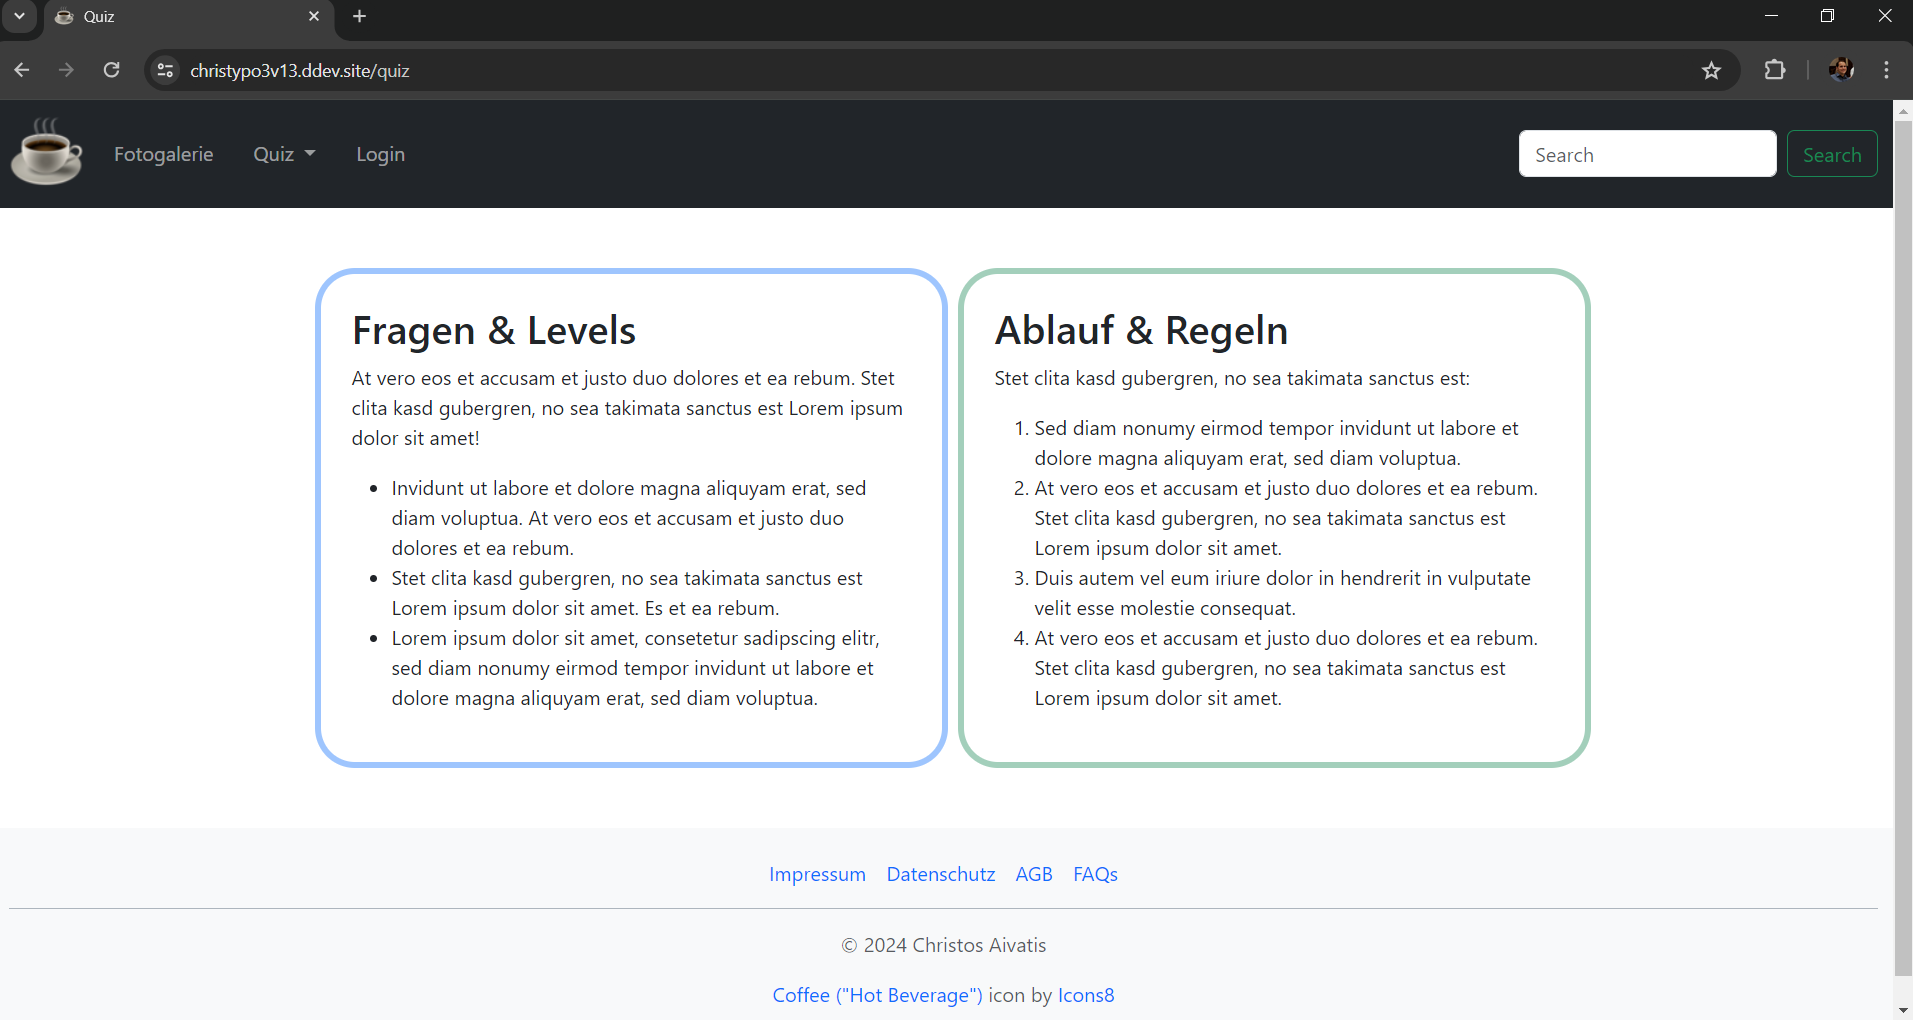 Quiz
christypo3v13.ddev.site/quiz
Fotogalerie
Quiz
Login
Search
Search
Fragen & Levels
At vero eos et accusam et justo duo dolores et ea rebum. Stet
clita kasd gubergren, no sea takimata sanctus est Lorem ipsum
dolor sit amet!
• Invidunt ut labore et dolore magna aliquyam erat, sed
diam voluptua. At vero eos et accusam et justo duo
dolores et ea rebum.
• Stet clita kasd gubergren, no sea takimata sanctus est
Lorem ipsum dolor sit amet. Es et ea rebum.
• Lorem ipsum dolor sit amet, consetetur sadipscing elitr,
sed diam nonumy eirmod tempor invidunt ut labore et
dolore magna aliquyam erat, sed diam voluptua.
Ablauf & Regeln
Stet clita kasd gubergren, no sea takimata sanctus est:
1. Sed diam nonumy eirmod tempor invidunt ut labore et
dolore magna aliquyam erat, sed diam voluptua.
2. At vero eos et accusam et justo duo dolores et ea rebum.
Stet clita kasd gubergren, no sea takimata sanctus est
Lorem ipsum dolor sit amet.
3. Duis autem vel eum iriure dolor in hendrerit in vulputate
velit esse molestie consequat.
4. At vero eos et accusam et justo duo dolores et ea rebum.
Stet clita kasd gubergren, no sea takimata sanctus est
Lorem ipsum dolor sit amet.
Impressum Datenschutz AGB FAQs
© 2024 Christos Aivatis
Coffee ("Hot Beverage") icon by Icons8